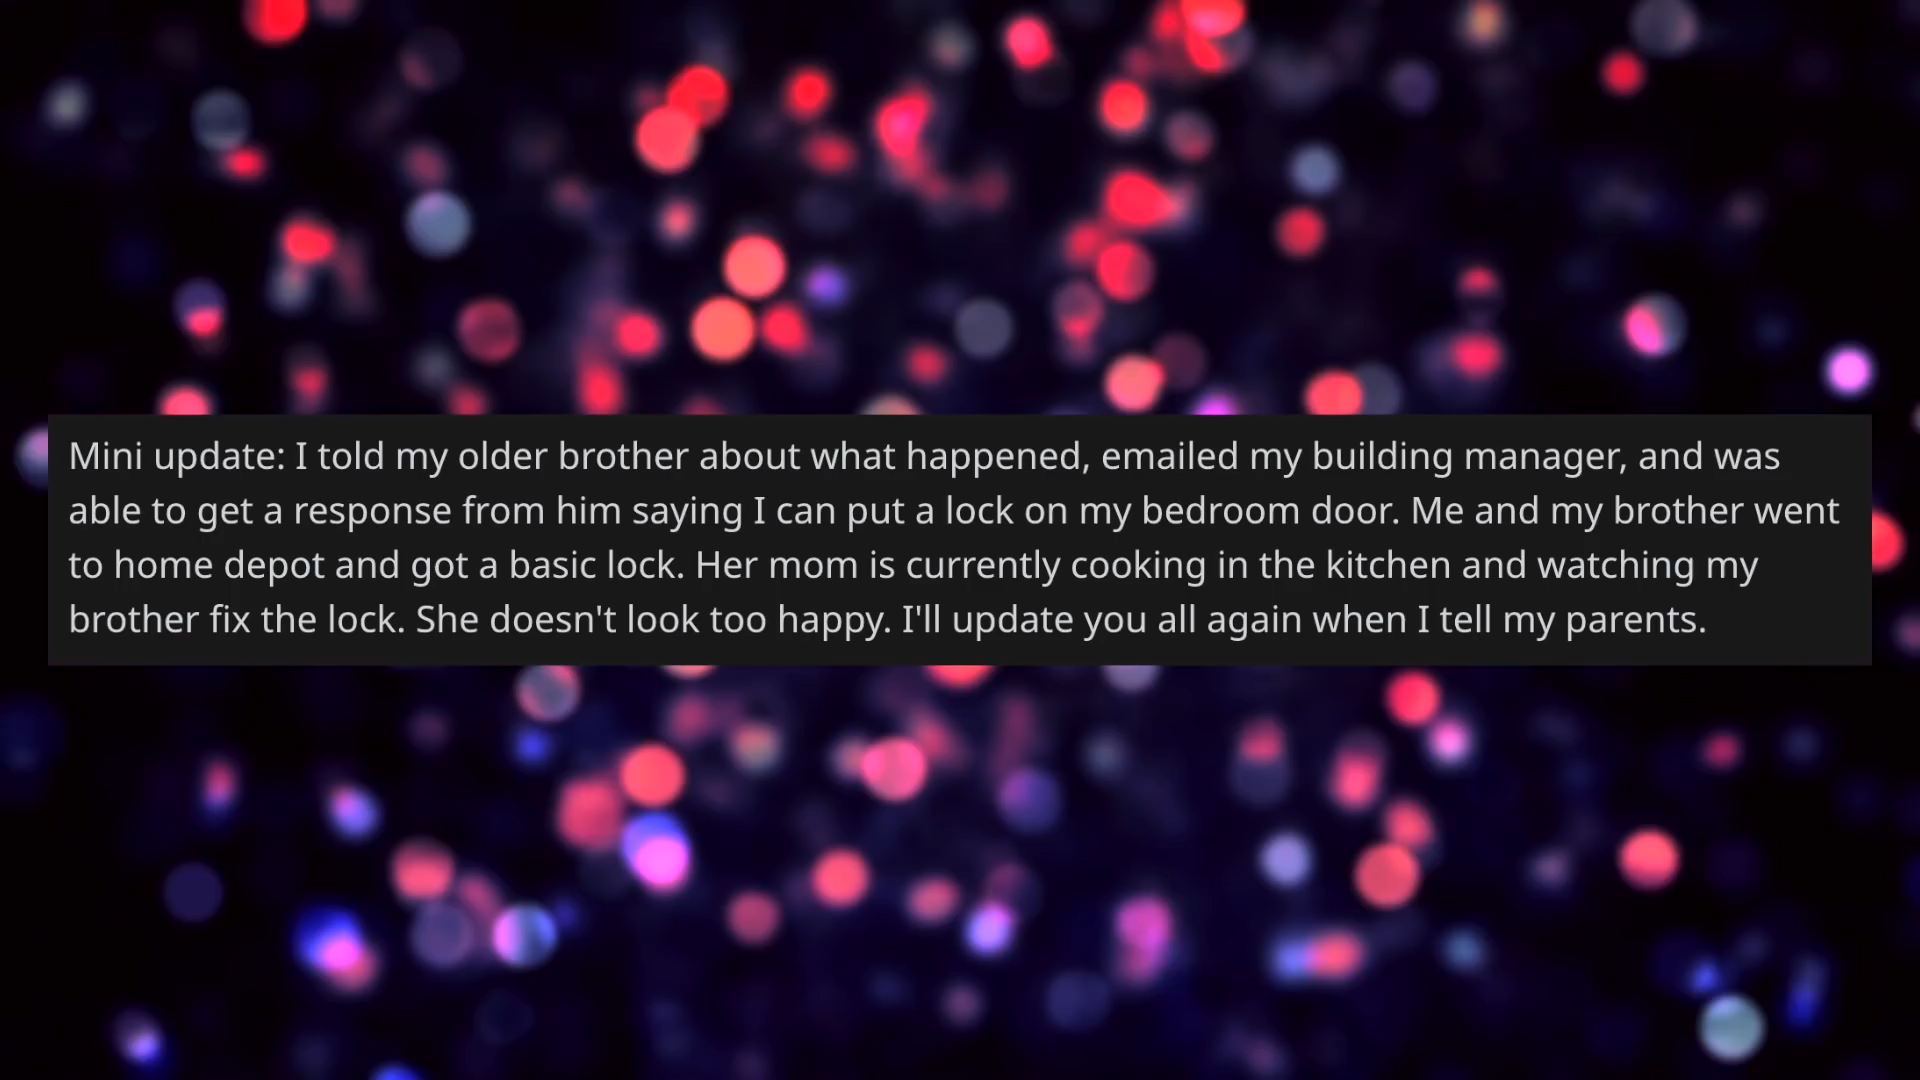 Mini update: I told my older brother about what happened, emailed my building manager, and was
able to get a response from him saying I can put a lock on my bedroom door. Me and my brother went
to home depot and got a basic lock. Her mom is currently cooking in the kitchen and watching my
brother fix the lock. She doesn't look too happy. I'll update you all again when I tell my parents.